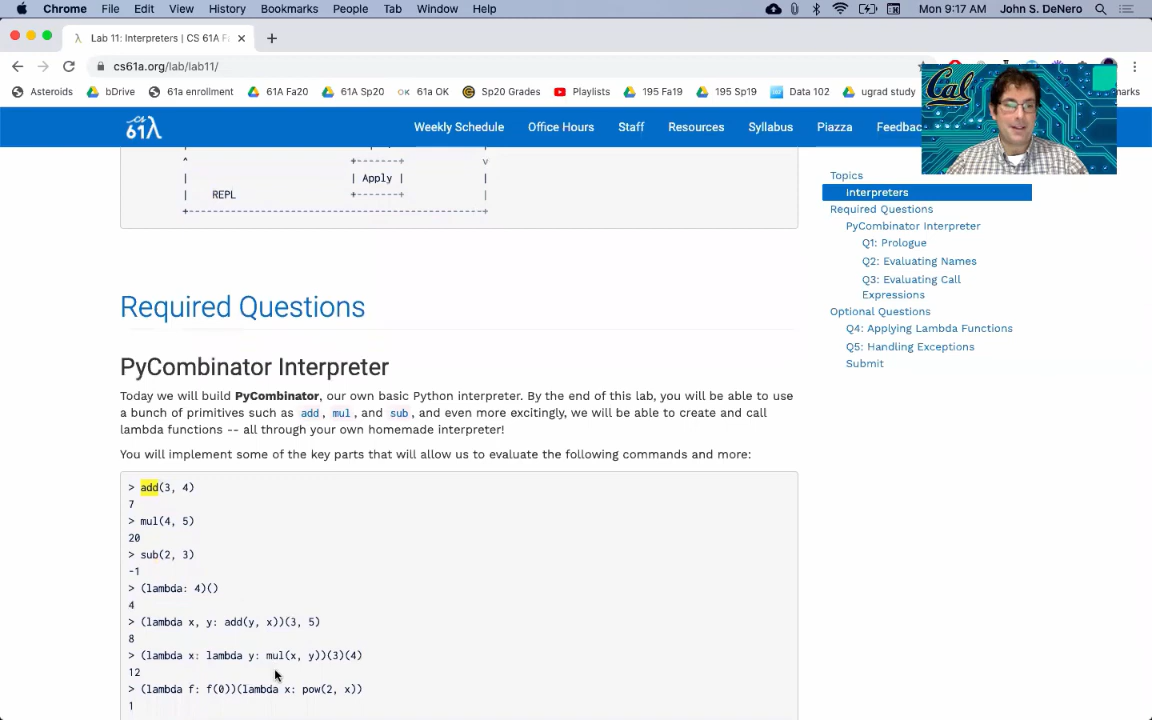 Chrome File Edit View History Bookmarks People Tab Window Help Mon 9:17 AM John S. DeNero
Lab 11: Interpreters | CS 61A F
cs61a.org/lab/lab11/
Asteroids bDrive 61a enrollment 61A Fa20 61A Sp20 OK 61a OK Sp20 Grades Playlists 195 Fa19 195 Sp19 Data 102 ugrad study
Cal
CS 61λ Weekly Schedule Office Hours Staff Resources Syllabus Piazza Feedbac
^ +-------+ v
| | Apply | |
| REPL +-------+ |
+-------------------------------------------+
Required Questions
PyCombinator Interpreter
Today we will build PyCombinator, our own basic Python interpreter. By the end of this lab, you will be able to use
a bunch of primitives such as add, mul, and sub, and even more excitingly, we will be able to create and call
lambda functions -- all through your own homemade interpreter!
You will implement some of the key parts that will allow us to evaluate the following commands and more:
> add(3, 4)
7
> mul(4, 5)
20
> sub(2, 3)
-1
> (lambda: 4)()
4
> (lambda x, y: add(y, x))(3, 5)
8
> (lambda x: lambda y: mul(x, y))(3)(4)
12
> (lambda f: f(0))(lambda x: pow(2, x))
1
Topics
Interpreters
Required Questions
PyCombinator Interpreter
Q1: Prologue
Q2: Evaluating Names
Q3: Evaluating Call
Expressions
Optional Questions
Q4: Applying Lambda Functions
Q5: Handling Exceptions
Submit